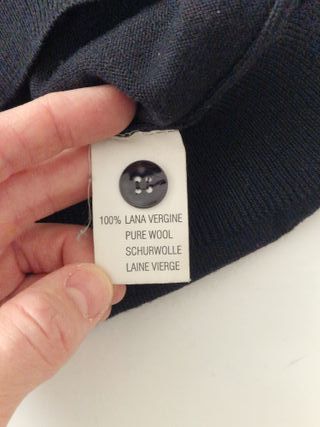 100% LANA VERGINE
PURE WOOL
SCHURWOLLE
LAINE VIERGE